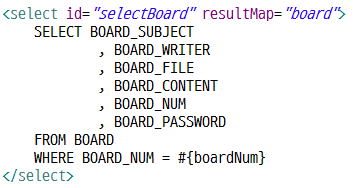 <select id="selectBoard" resultMap="board">
SELECT BOARD_SUBJECT
, BOARD_WRITER
, BOARD_FILE
, BOARD_CONTENT
, BOARD_NUM
, BOARD_PASSWORD
FROM BOARD
WHERE BOARD_NUM = #{boardNum}
</select>